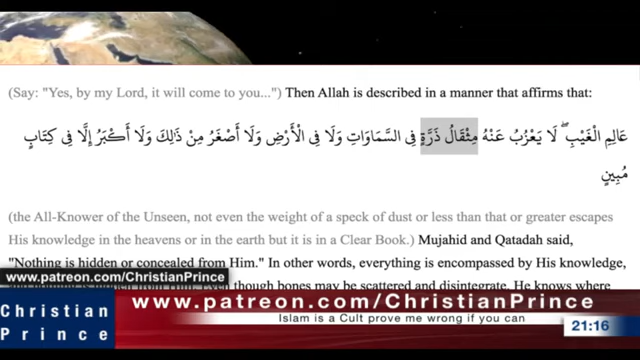 (Say: "Yes, by my Lord, it will come to you...") Then Allah is described in a manner that affirms that:
عَالِمِ الْغَيْبِ ۖ لَا يَعْزُبُ عَنْهُ مِثْقَالُ ذَرَّةٍ فِي السَّمَاوَاتِ وَلَا فِي الْأَرْضِ وَلَا أَصْغَرُ مِنْ ذَلِكَ وَلَا أَكْبَرُ إِلَّا فِي كِتَابٍ
مُبِينٍ
(the All-Knower of the Unseen, not even the weight of a speck of dust or less than that or greater escapes
His knowledge in the heavens or in the earth but it is in a Clear Book.) Mujahid and Qatadah said,
"Nothing is hidden or concealed from Him." In other words, everything is encompassed by His knowledge,
www.patreon.com/ChristianPrince
though bones may be scattered and disintegrate, He knows where
www.patreon.com/ChristianPrince
Christian
Prince
Islam is a Cult prove me wrong if you can
21:16